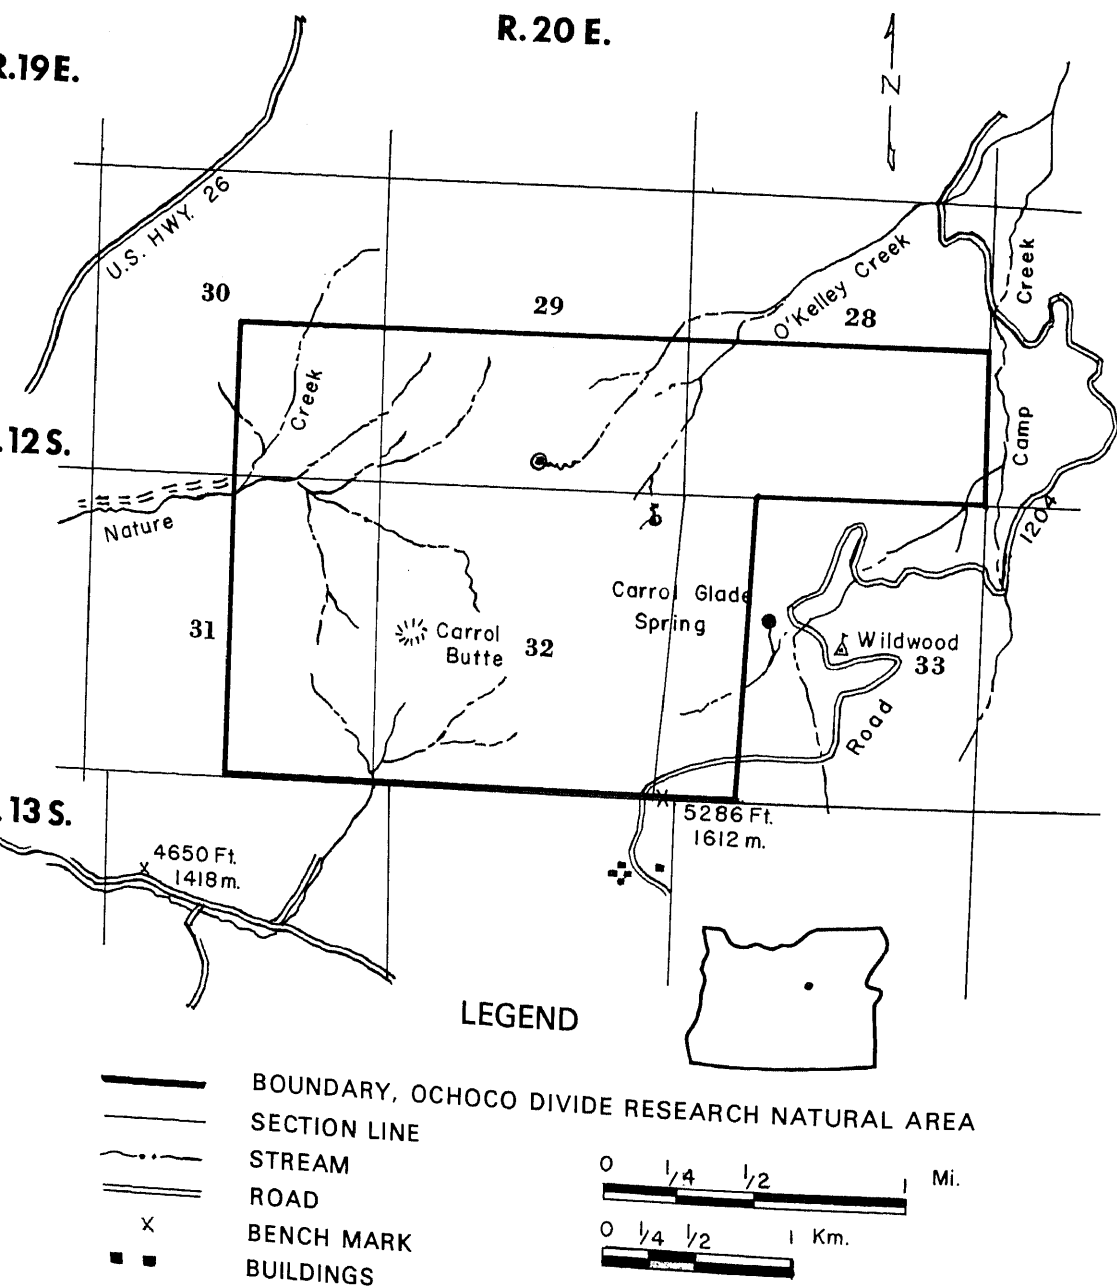 R. 20 E.
R.19E.
N
U.S. HWY. 26
Creek
30
29
O'Kelley Creek
28
Creek
.12 S.
Camp
Nature
1204
Carrol Glade
Spring
31
Carrol
Butte
32
Wildwood
33
Road
.13 S.
5286 Ft.
1612 m.
4650 Ft.
1418 m.
LEGEND
BOUNDARY, OCHOCO DIVIDE RESEARCH NATURAL AREA
SECTION LINE
STREAM
ROAD
X BENCH MARK
BUILDINGS
0 1/4 1/2 1 Mi.
0 1/4 1/2 1 Km.